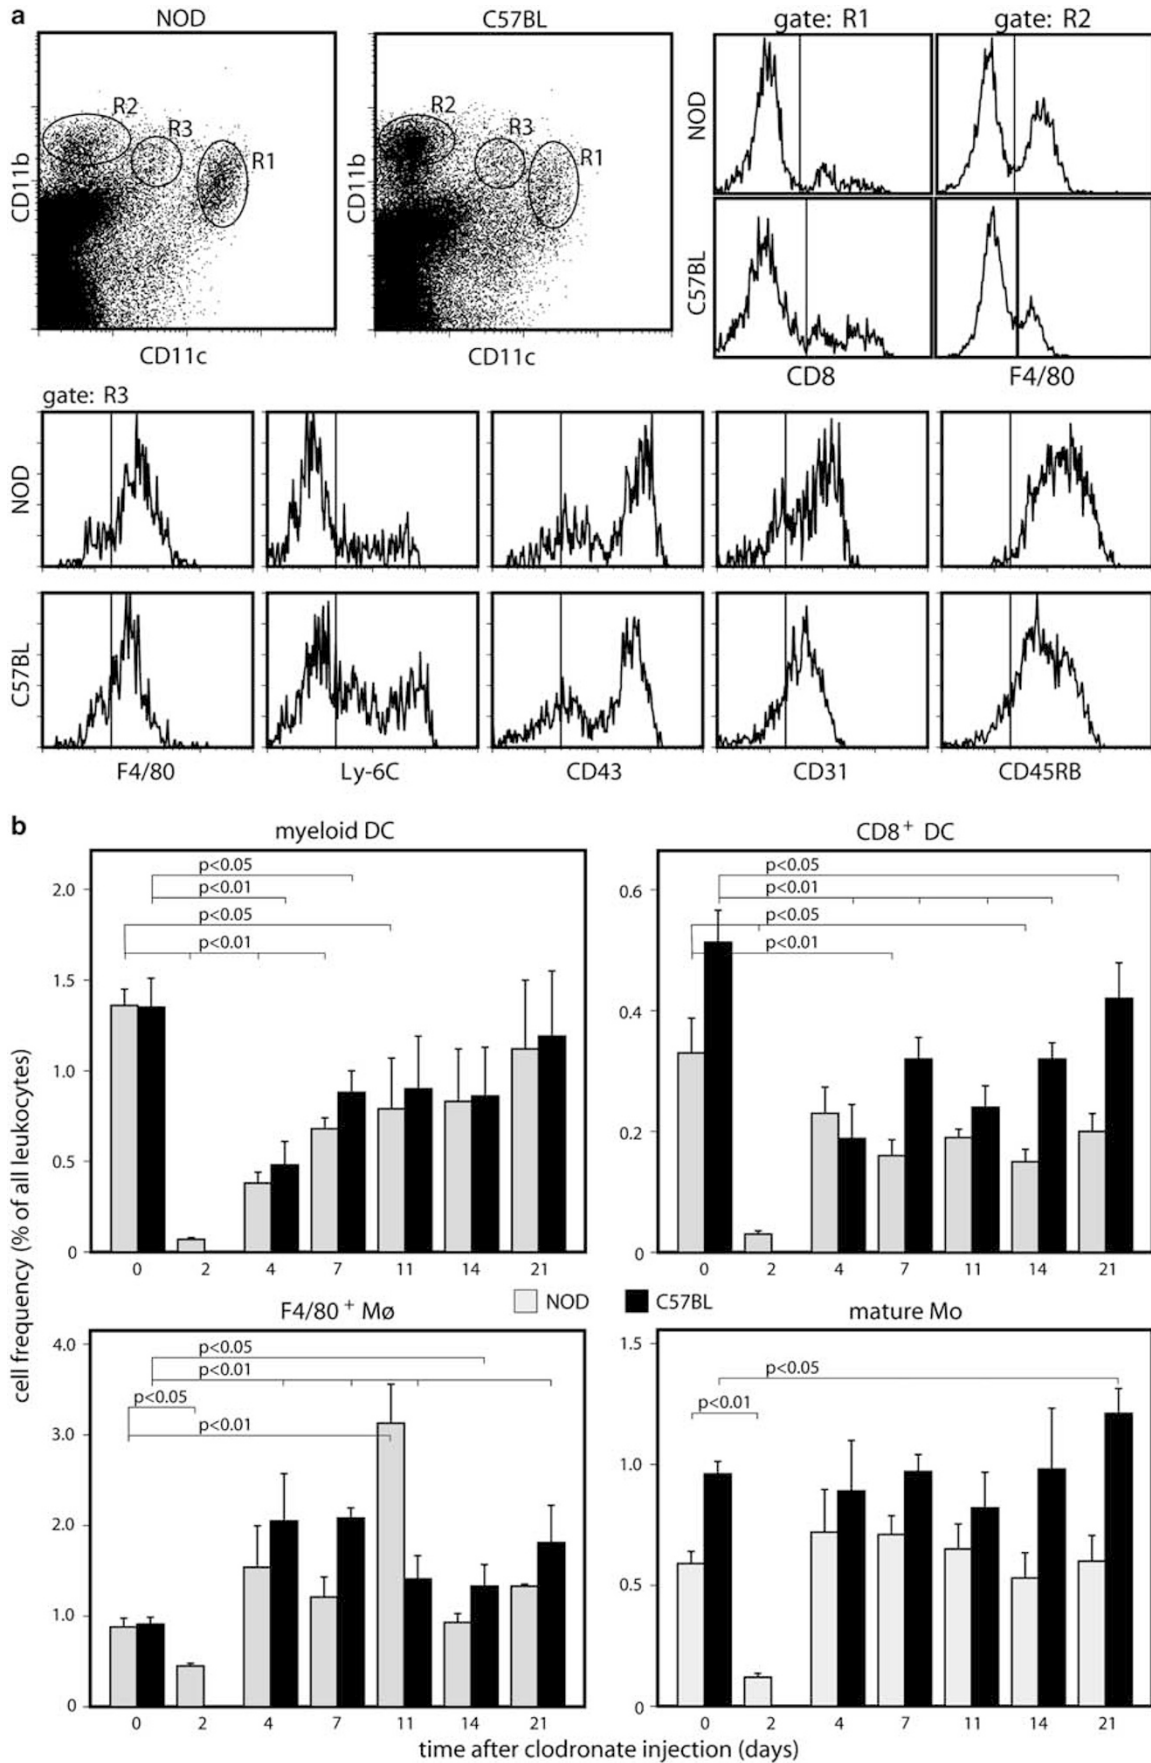 a
NOD
C57BL
gate: R1
gate: R2
R2
R3
R1
R2
R3
R1
CD11b
CD11b
NOD
C57BL
CD11c
CD11c
CD8
F4/80
gate: R3
NOD
C57BL
F4/80
Ly-6C
CD43
CD31
CD45RB
b
myeloid DC
CD8+ DC
p<0.05
p<0.01
p<0.05
p<0.01
2.0
1.5
1.0
0.5
0
0 2 4 7 11 14 21
p<0.05
p<0.01
p<0.05
p<0.01
0.6
0.4
0.2
0
0 2 4 7 11 14 21
cell frequency (% of all leukocytes)
NOD
C57BL
F4/80 + Mø
mature Mo
p<0.05
p<0.01
p<0.05
p<0.01
4.0
3.0
2.0
1.0
0
0 2 4 7 11 14 21
p<0.05
p<0.01
1.5
1.0
0.5
0
0 2 4 7 11 14 21
time after clodronate injection (days)